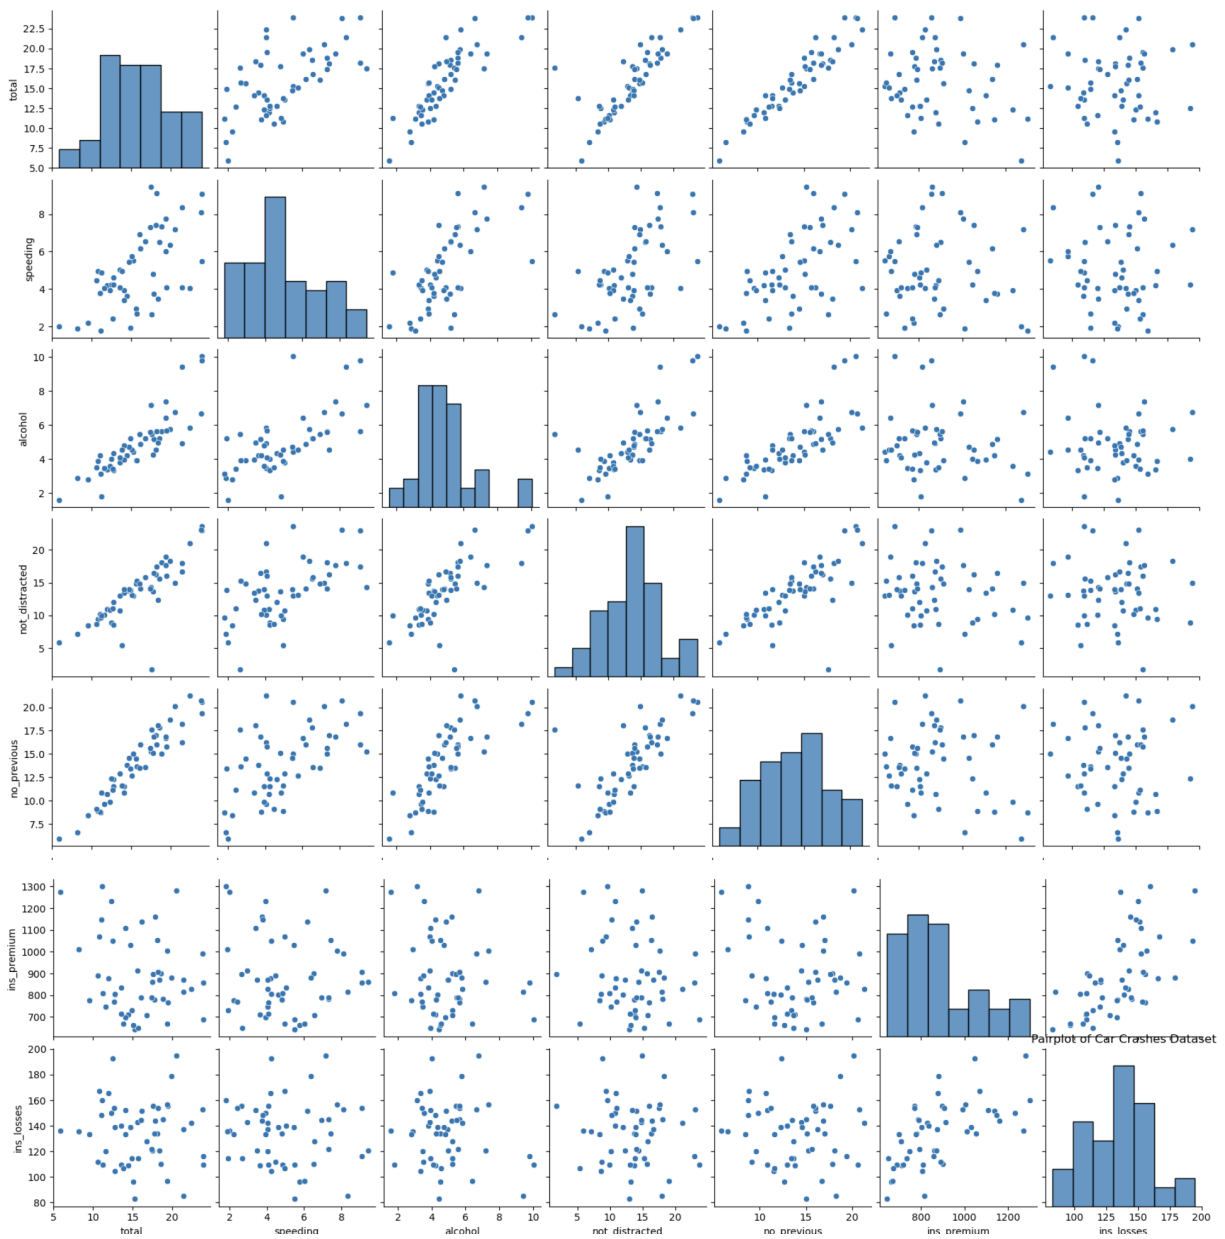 22.5
20.0
17.5
15.0
12.5
10.0
7.5
5.0
total
8
6
4
2
speeding
10
8
6
4
2
alcohol
20
15
10
5
not_distracted
20.0
17.5
15.0
12.5
10.0
7.5
no_previous
1300
1200
1100
1000
900
800
700
ins_premium
Pairplot of Car Crashes Dataset
200
180
160
140
120
100
80
ins_losses
5 10 15 20
2 4 6 8
2 4 6 8 10
5 10 15 20
10 15 20
800 1000 1200
100 125 150 175 200
total speeding alcohol not_distracted no_previous ins_premium ins_losses